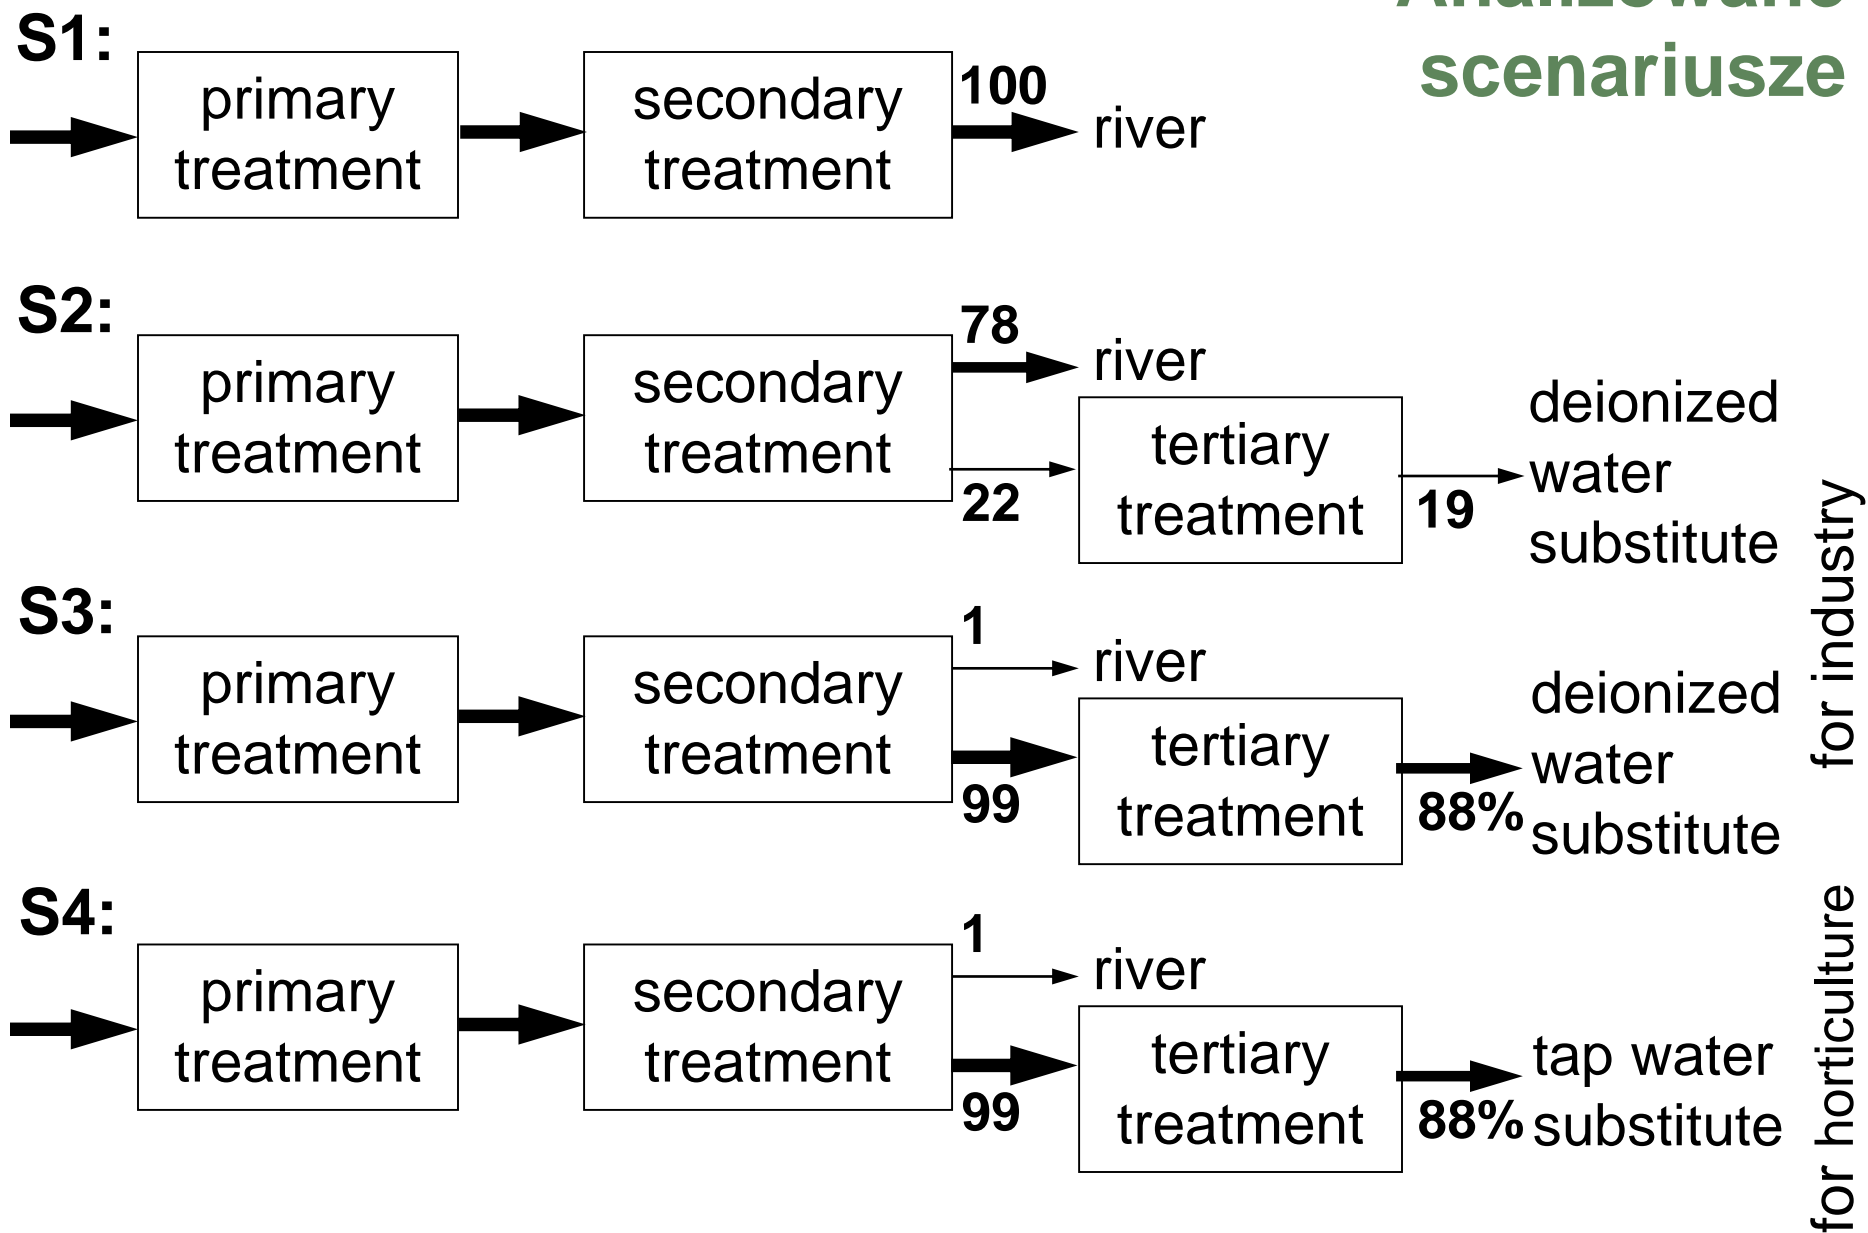 Analizowane
scenariusze
S1:
primary
treatment
secondary
treatment
100
river
S2:
primary
treatment
secondary
treatment
78
river
22
tertiary
treatment
19
deionized
water
substitute
S3:
primary
treatment
secondary
treatment
1
river
99
tertiary
treatment
88%
deionized
water
substitute
for industry
S4:
primary
treatment
secondary
treatment
1
river
99
tertiary
treatment
88%
tap water
substitute
for horticulture